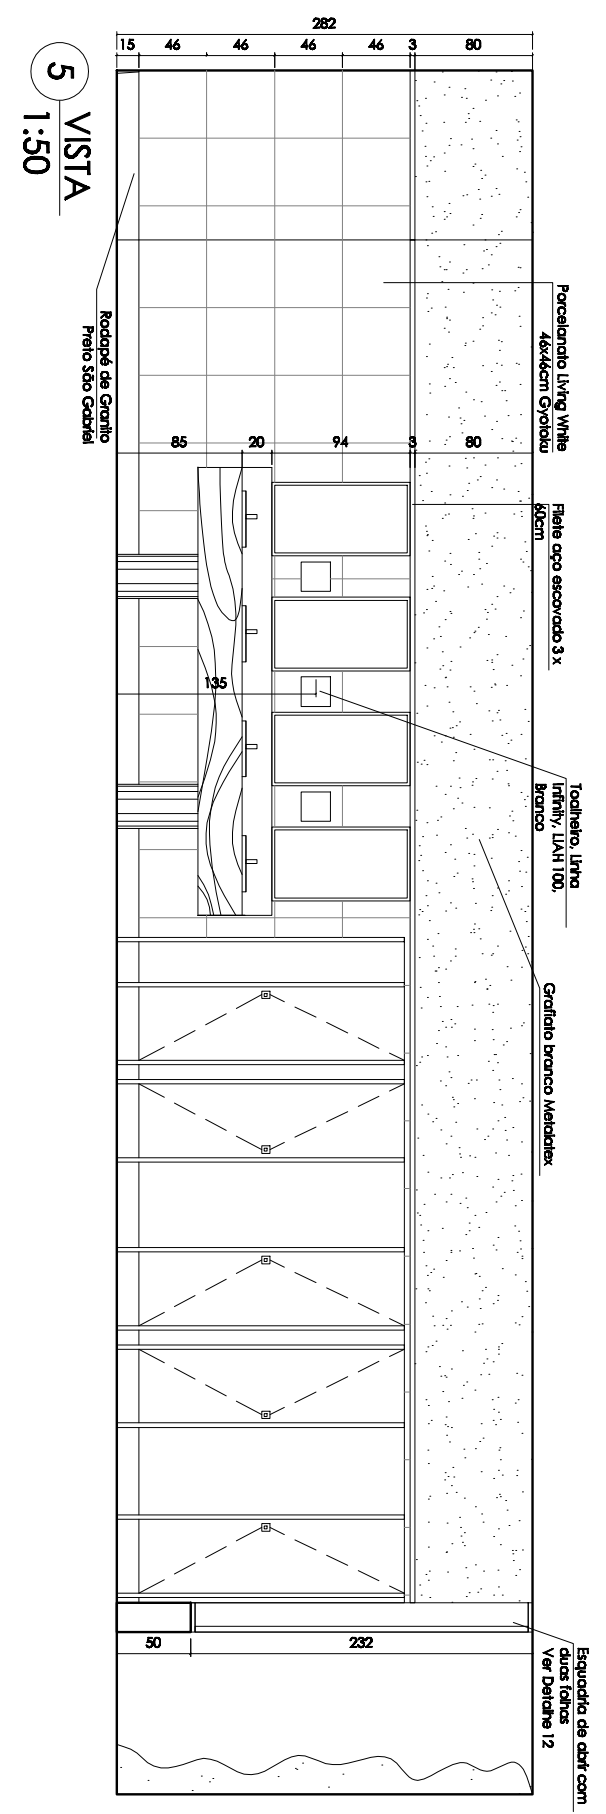 282
15 46 46 46 46 3 80
5
VISTA
1:50
Rodapé de Granito
Preto São Gabriel
Porcelanato Living White
46x46cm Gyotoku
85 20 94 3 80
Filete aço escovado 3 x
60cm
135
Toalheiro, Linha
Infinity, LIAH 100,
Branco
Grafiato branco Metalatex
50 232
Esquadria de abrir com
duas folhas
Ver Detalhe 12